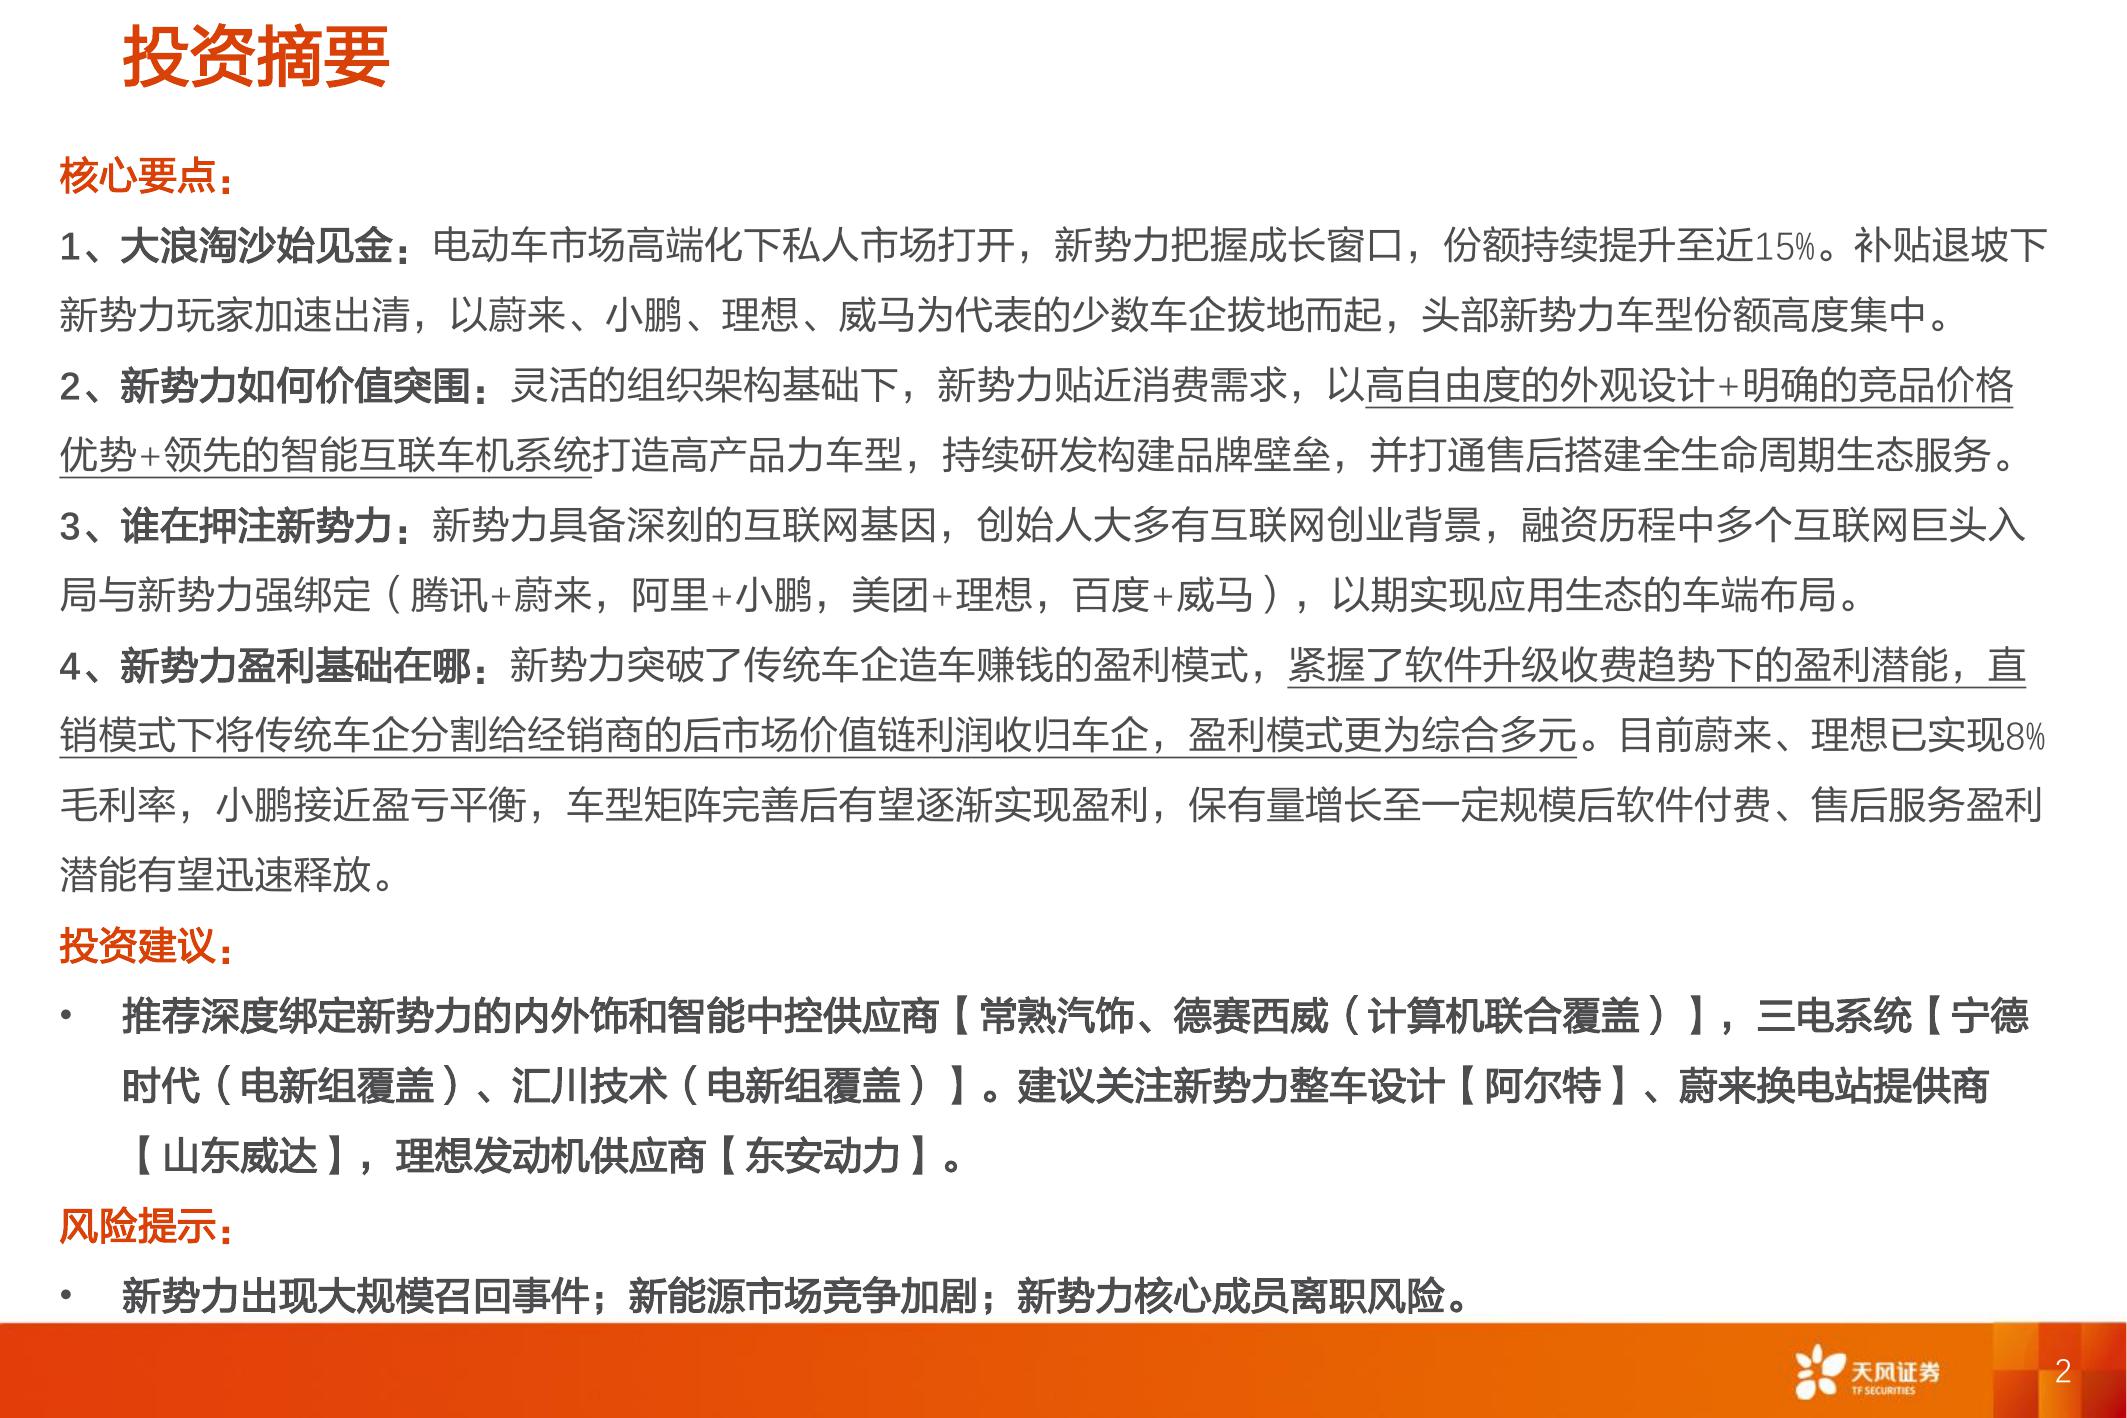 投资摘要
核心要点：
1、大浪淘沙始见金：电动车市场高端化下私人市场打开，新势力把握成长窗口，份额持续提升至近15%。补贴退坡下
新势力玩家加速出清，以蔚来、小鹏、理想、威马为代表的少数车企拔地而起，头部新势力车型份额高度集中。
2、新势力如何价值突围：灵活的组织架构基础下，新势力贴近消费需求，以高自由度的外观设计+明确的竞品价格
优势+领先的智能互联车机系统打造高产品力车型，持续研发构建品牌壁垒，并打通售后搭建全生命周期生态服务。
3、谁在押注新势力：新势力具备深刻的互联网基因，创始人大多有互联网创业背景，融资历程中多个互联网巨头入
局与新势力强绑定（腾讯+蔚来，阿里+小鹏，美团+理想，百度+威马），以期实现应用生态的车端布局。
4、新势力盈利基础在哪：新势力突破了传统车企造车赚钱的盈利模式，紧握了软件升级收费趋势下的盈利潜能，直
销模式下将传统车企分割给经销商的后市场价值链利润收归车企，盈利模式更为综合多元。目前蔚来、理想已实现8%
毛利率，小鹏接近盈亏平衡，车型矩阵完善后有望逐渐实现盈利，保有量增长至一定规模后软件付费、售后服务盈利
潜能有望迅速释放。
投资建议：
• 推荐深度绑定新势力的内外饰和智能中控供应商【常熟汽饰、德赛西威（计算机联合覆盖）】，三电系统【宁德
时代（电新组覆盖）、汇川技术（电新组覆盖）】。建议关注新势力整车设计【阿尔特】、蔚来换电站提供商
【山东威达】，理想发动机供应商【东安动力】。
风险提示：
• 新势力出现大规模召回事件；新能源市场竞争加剧；新势力核心成员离职风险。
天风证券
TF SECURITIES
2